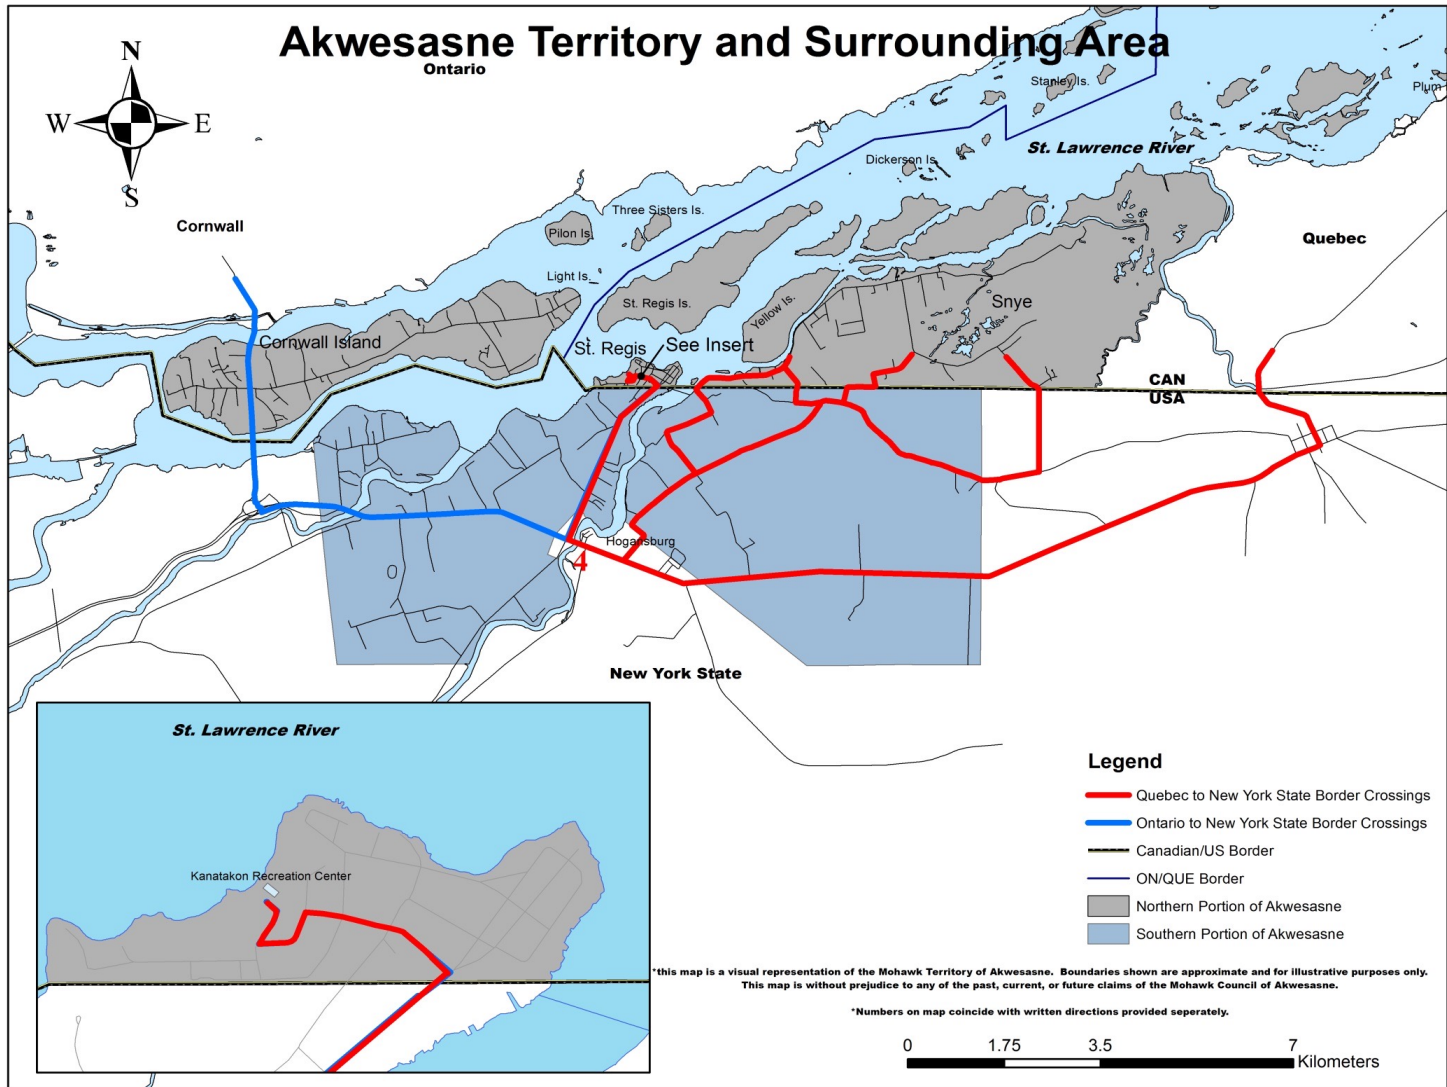 Akwesasne Territory and Surrounding Area
Ontario
N
W
E
S
Stanley Is.
Plum
St. Lawrence River
Dickerson Is.
Three Sisters Is.
Cornwall
Pilon Is.
Quebec
Light Is.
St. Regis Is.
Yellow Is.
Snye
Cornwall Island
St. Regis
See Insert
CAN
USA
Hogansburg
4
New York State
St. Lawrence River
Kanatakon Recreation Center
Legend
Quebec to New York State Border Crossings
Ontario to New York State Border Crossings
Canadian/US Border
ON/QUE Border
Northern Portion of Akwesasne
Southern Portion of Akwesasne
*this map is a visual representation of the Mohawk Territory of Akwesasne. Boundaries shown are approximate and for illustrative purposes only.
This map is without prejudice to any of the past, current, or future claims of the Mohawk Council of Akwesasne.
*Numbers on map coincide with written directions provided seperately.
0 1.75 3.5 7
Kilometers